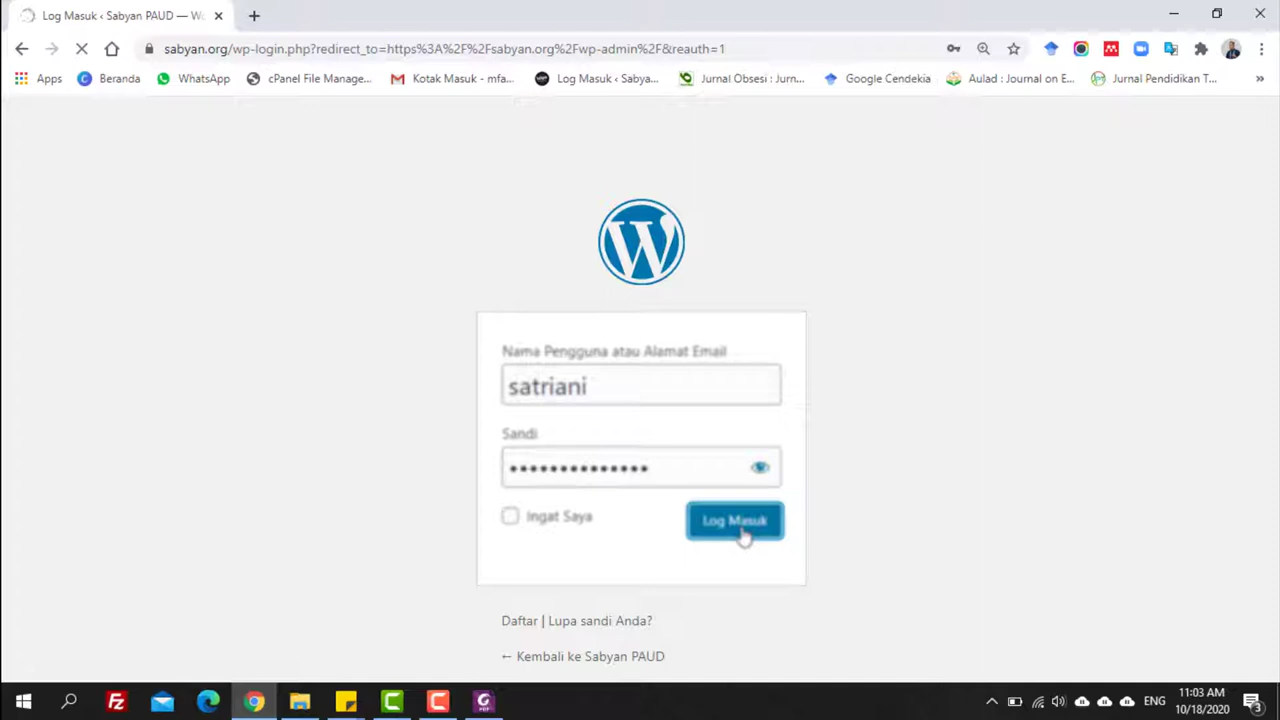 Log Masuk ‹ Sabyan PAUD — Wo
sabyan.org/wp-login.php?redirect_to=https%3A%2F%2Fsabyan.org%2Fwp-admin%2F&reauth=1
Apps Beranda WhatsApp cPanel File Manage... Kotak Masuk - mfa... Log Masuk ‹ Sabya... Jurnal Obsesi : Jurn... Google Cendekia Aulad : Journal on E... Jurnal Pendidikan T... »
Nama Pengguna atau Alamat Email
satriani
Sandi
••••••••••••••
Ingat Saya
Log Masuk
Daftar | Lupa sandi Anda?
← Kembali ke Sabyan PAUD
ENG
11:03 AM
10/18/2020
3